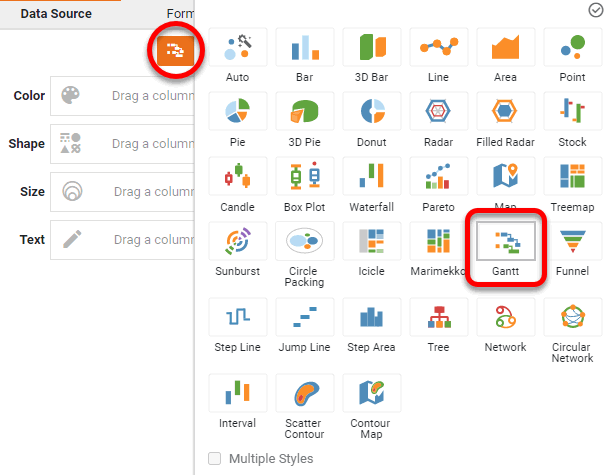 Data Source
Form
Color
Drag a column
Shape
Drag a column
Size
Drag a column
Text
Drag a colum
Auto
Bar
3D Bar
Line
Area
Point
Pie
3D Pie
Donut
Radar
Filled Radar
Stock
Candle
Box Plot
Waterfall
Pareto
Map
Treemap
Sunburst
Circle
Packing
Icicle
Marimekko
Gantt
Funnel
Step Line
Jump Line
Step Area
Tree
Network
Circular
Network
Interval
Scatter
Contour
Contour
Map
Multiple Styles